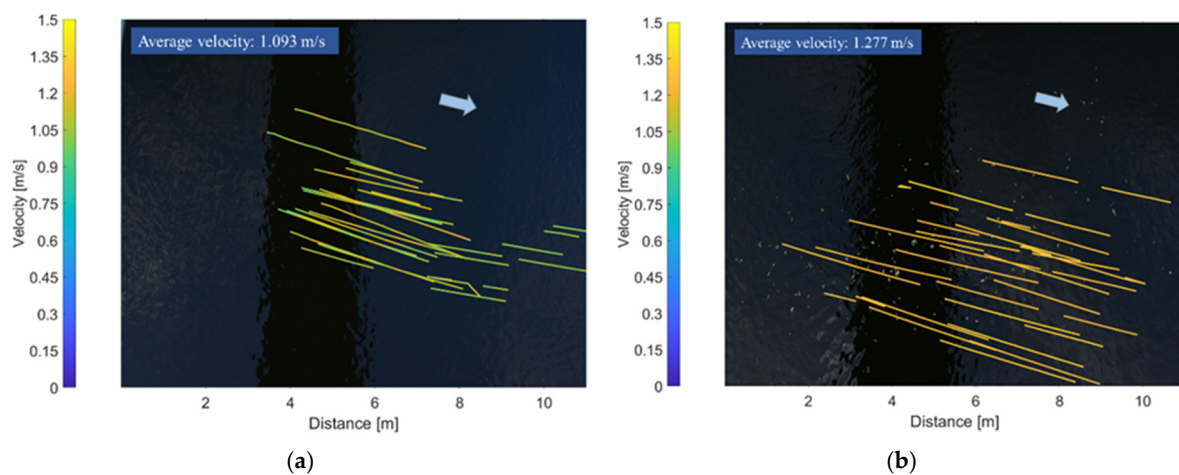 1.5
1.35
1.2
1.05
0.9
0.75
0.6
0.45
0.3
0.15
0
Velocity [m/s]
Average velocity: 1.093 m/s
2 4 6 8 10
Distance [m]
(a)
1.5
1.35
1.2
1.05
0.9
0.75
0.6
0.45
0.3
0.15
0
Velocity [m/s]
Average velocity: 1.277 m/s
2 4 6 8 10
Distance [m]
(b)